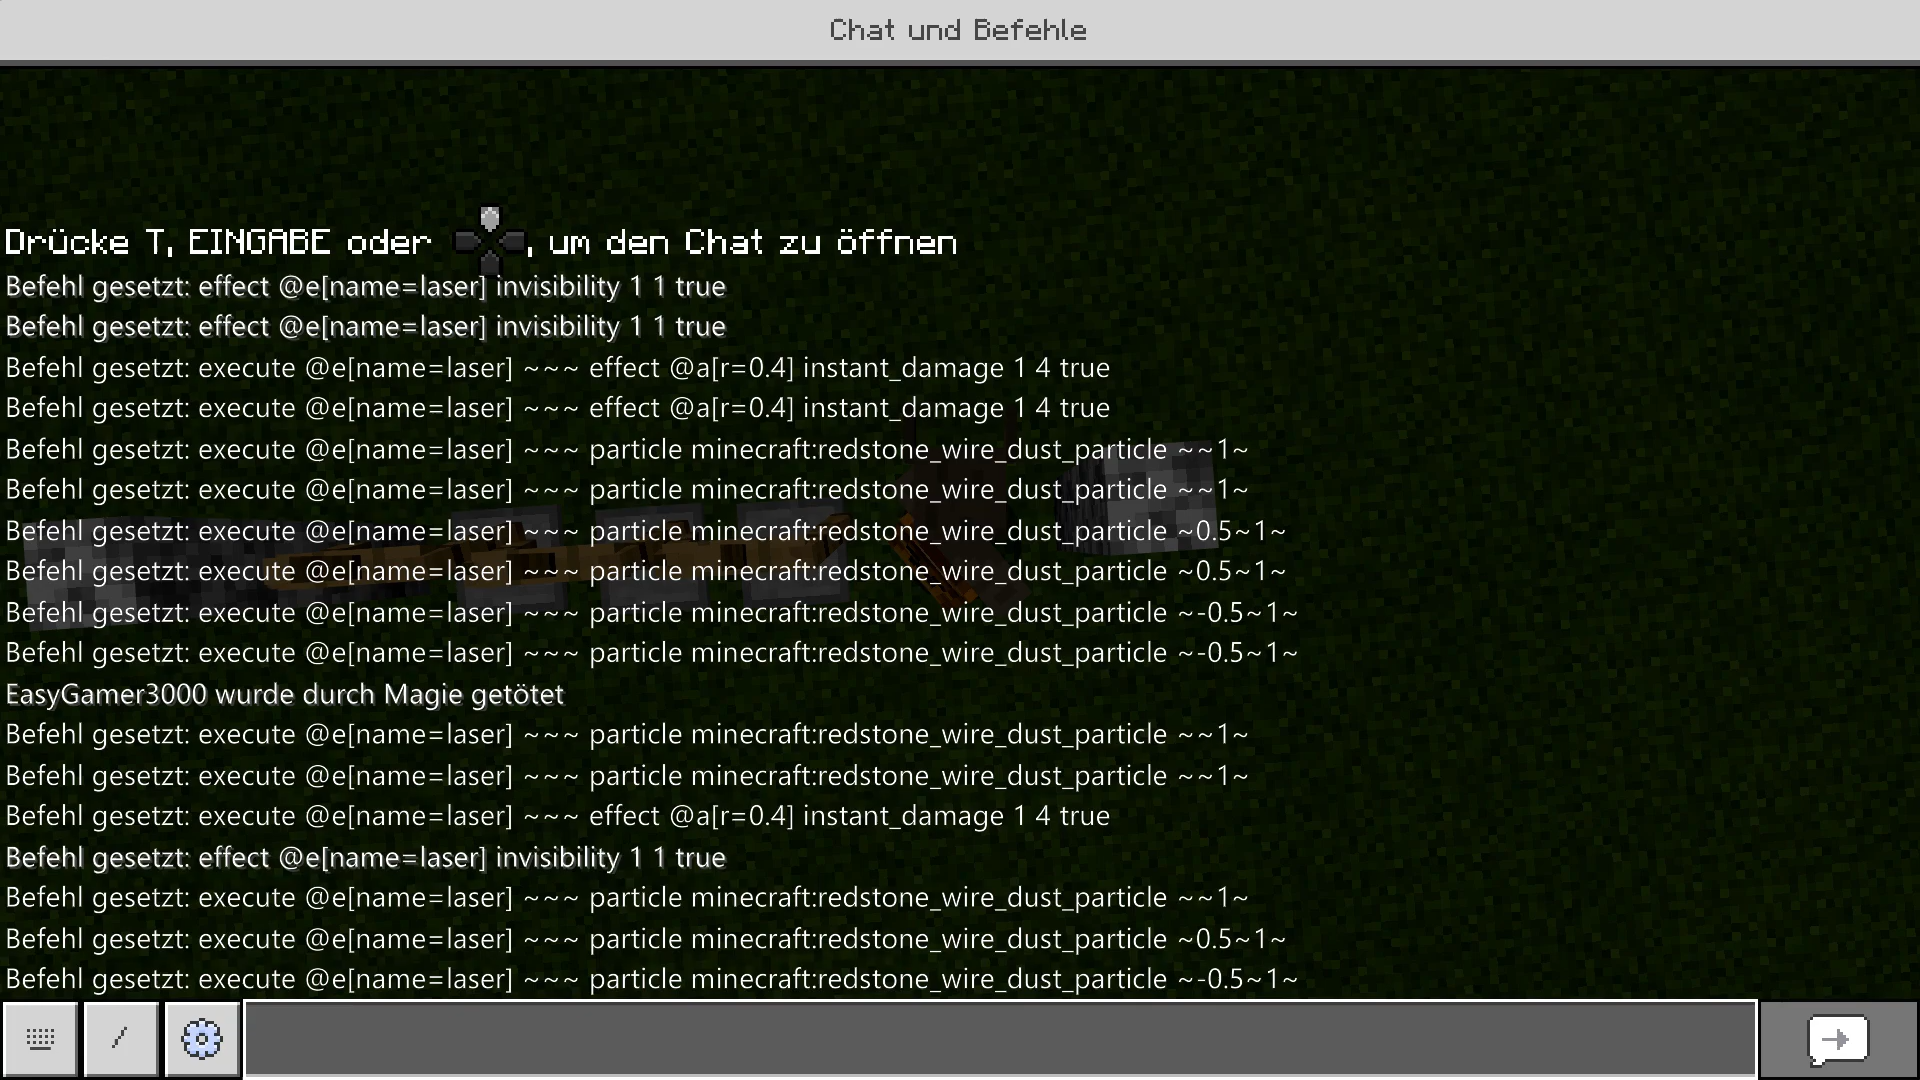 Chat und Befehle
Drücke T, EINGABE oder , um den Chat zu öffnen
Befehl gesetzt: effect @e[name=laser] invisibility 1 1 true
Befehl gesetzt: effect @e[name=laser] invisibility 1 1 true
Befehl gesetzt: execute @e[name=laser] ~~~ effect @a[r=0.4] instant_damage 1 4 true
Befehl gesetzt: execute @e[name=laser] ~~~ effect @a[r=0.4] instant_damage 1 4 true
Befehl gesetzt: execute @e[name=laser] ~~~ particle minecraft:redstone_wire_dust_particle ~~1~
Befehl gesetzt: execute @e[name=laser] ~~~ particle minecraft:redstone_wire_dust_particle ~~1~
Befehl gesetzt: execute @e[name=laser] ~~~ particle minecraft:redstone_wire_dust_particle ~0.5~1~
Befehl gesetzt: execute @e[name=laser] ~~~ particle minecraft:redstone_wire_dust_particle ~0.5~1~
Befehl gesetzt: execute @e[name=laser] ~~~ particle minecraft:redstone_wire_dust_particle ~-0.5~1~
Befehl gesetzt: execute @e[name=laser] ~~~ particle minecraft:redstone_wire_dust_particle ~-0.5~1~
EasyGamer3000 wurde durch Magie getötet
Befehl gesetzt: execute @e[name=laser] ~~~ particle minecraft:redstone_wire_dust_particle ~~1~
Befehl gesetzt: execute @e[name=laser] ~~~ particle minecraft:redstone_wire_dust_particle ~~1~
Befehl gesetzt: execute @e[name=laser] ~~~ effect @a[r=0.4] instant_damage 1 4 true
Befehl gesetzt: effect @e[name=laser] invisibility 1 1 true
Befehl gesetzt: execute @e[name=laser] ~~~ particle minecraft:redstone_wire_dust_particle ~~1~
Befehl gesetzt: execute @e[name=laser] ~~~ particle minecraft:redstone_wire_dust_particle ~0.5~1~
Befehl gesetzt: execute @e[name=laser] ~~~ particle minecraft:redstone_wire_dust_particle ~-0.5~1~
/